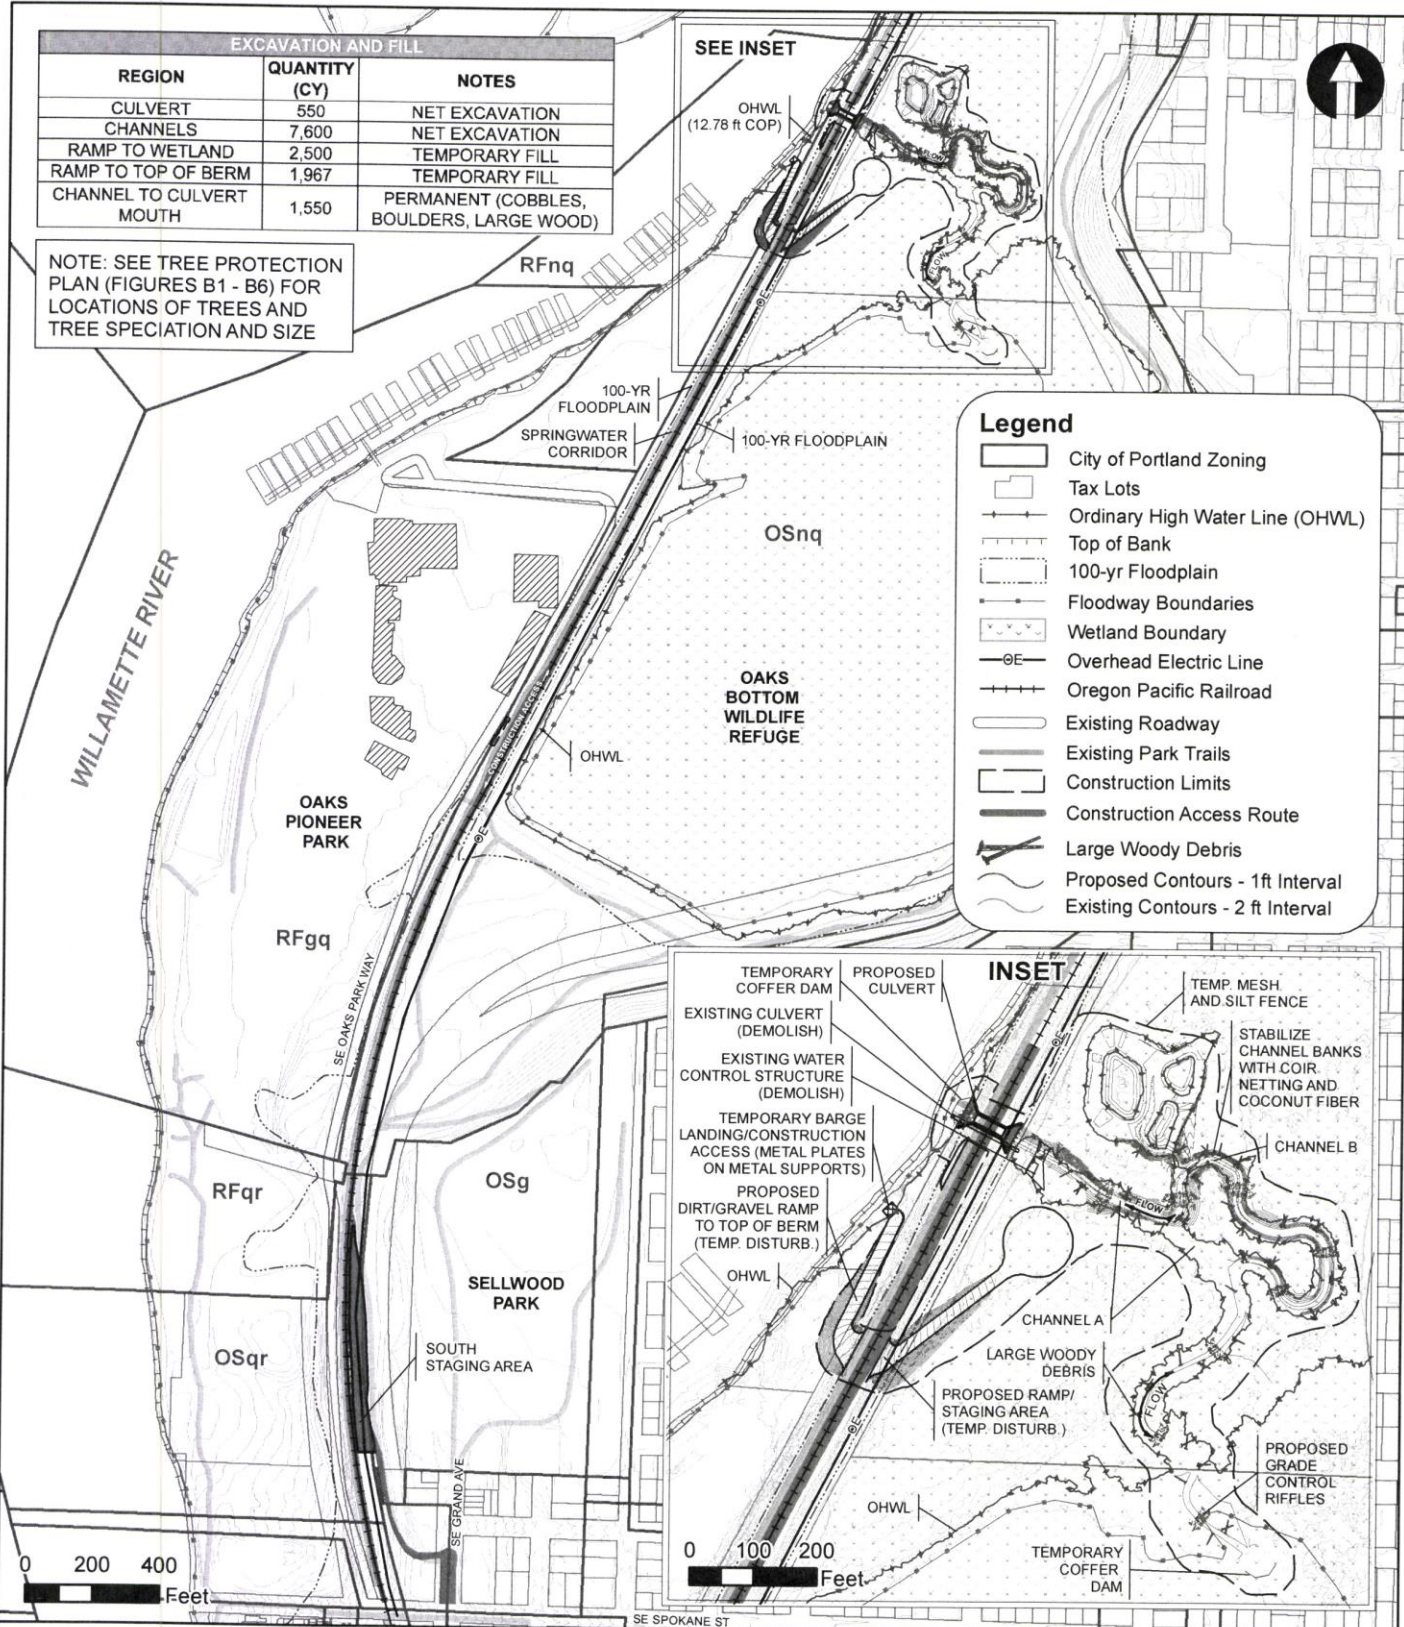 EXCAVATION AND FILL
REGION QUANTITY (CY) NOTES
CULVERT 550 NET EXCAVATION
CHANNELS 7,600 NET EXCAVATION
RAMP TO WETLAND 2,500 TEMPORARY FILL
RAMP TO TOP OF BERM 1,967 TEMPORARY FILL
CHANNEL TO CULVERT MOUTH 1,550 PERMANENT (COBBLES, BOULDERS, LARGE WOOD)
NOTE: SEE TREE PROTECTION
PLAN (FIGURES B1 - B6) FOR
LOCATIONS OF TREES AND
TREE SPECIATION AND SIZE
SEE INSET
OHWL
(12.78 ft COP)
FLOW
FLOW
OE
RFnq
100-YR
FLOODPLAIN
SPRINGWATER
CORRIDOR
100-YR FLOODPLAIN
OSnq
WILLAMETTE RIVER
OAKS
BOTTOM
WILDLIFE
REFUGE
CONSTRUCTION ACCESS
OHWL
OAKS
PIONEER
PARK
OE
RFgq
SE OAKS PARK WAY
RFqr
OSg
SELLWOOD
PARK
OSqr
SOUTH
STAGING AREA
SE GRAND AVE
0 200 400
Feet
SE SPOKANE ST
Legend
City of Portland Zoning
Tax Lots
Ordinary High Water Line (OHWL)
Top of Bank
100-yr Floodplain
Floodway Boundaries
Wetland Boundary
OE Overhead Electric Line
Oregon Pacific Railroad
Existing Roadway
Existing Park Trails
Construction Limits
Construction Access Route
Large Woody Debris
Proposed Contours - 1ft Interval
Existing Contours - 2 ft Interval
INSET
TEMPORARY
COFFER DAM
PROPOSED
CULVERT
EXISTING CULVERT
(DEMOLISH)
EXISTING WATER
CONTROL STRUCTURE
(DEMOLISH)
TEMPORARY BARGE
LANDING/CONSTRUCTION
ACCESS (METAL PLATES
ON METAL SUPPORTS)
PROPOSED
DIRT/GRAVEL RAMP
TO TOP OF BERM
(TEMP. DISTURB.)
OHWL
OE
TEMP. MESH
AND SILT FENCE
STABILIZE
CHANNEL BANKS
WITH COIR
NETTING AND
COCONUT FIBER
CHANNEL B
FLOW
CHANNEL A
LARGE WOODY
DEBRIS
FLOW
PROPOSED RAMP/
STAGING AREA
(TEMP. DISTURB.)
OE
PROPOSED
GRADE
CONTROL
RIFFLES
OHWL
TEMPORARY
COFFER
DAM
0 100 200
Feet